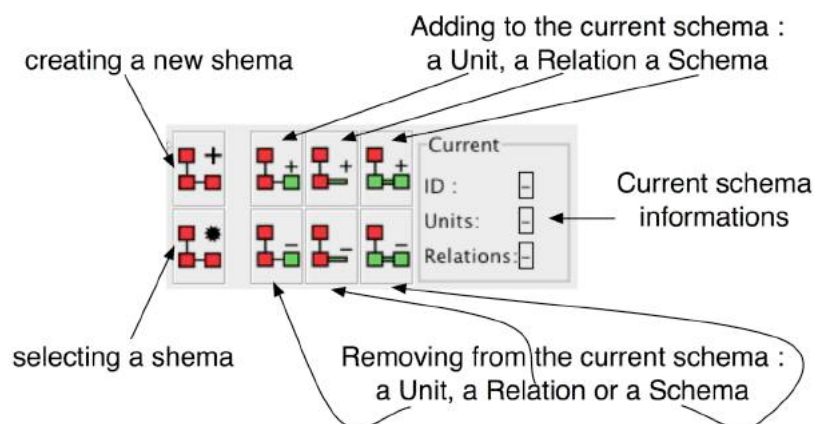 Adding to the current schema :
creating a new shema
a Unit, a Relation a Schema
Current
ID : -
Units: -
Relations: -
Current schema
informations
selecting a shema
Removing from the current schema :
a Unit, a Relation or a Schema